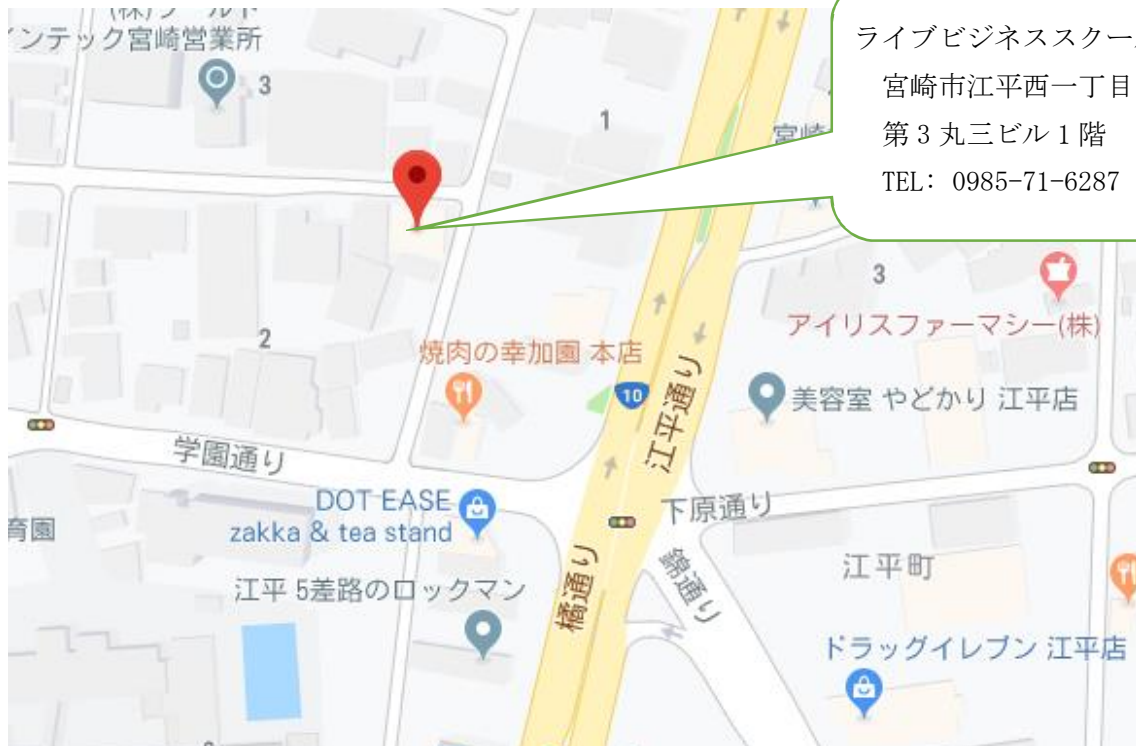 ンテック宮崎営業所
3
1
ライブビジネススクー
宮崎市江平西一丁目
第3丸三ビル1階
TEL: 0985-71-6287
宮崎
3
アイリスファーマシー(株)
2
焼肉の幸加園 本店
10
江平通り
美容室 やどかり 江平店
学園通り
DOT EASE
zakka & tea stand
下原通り
育園
江平 5差路のロックマン
橘通り
錦通り
江平町
ドラッグイレブン 江平店